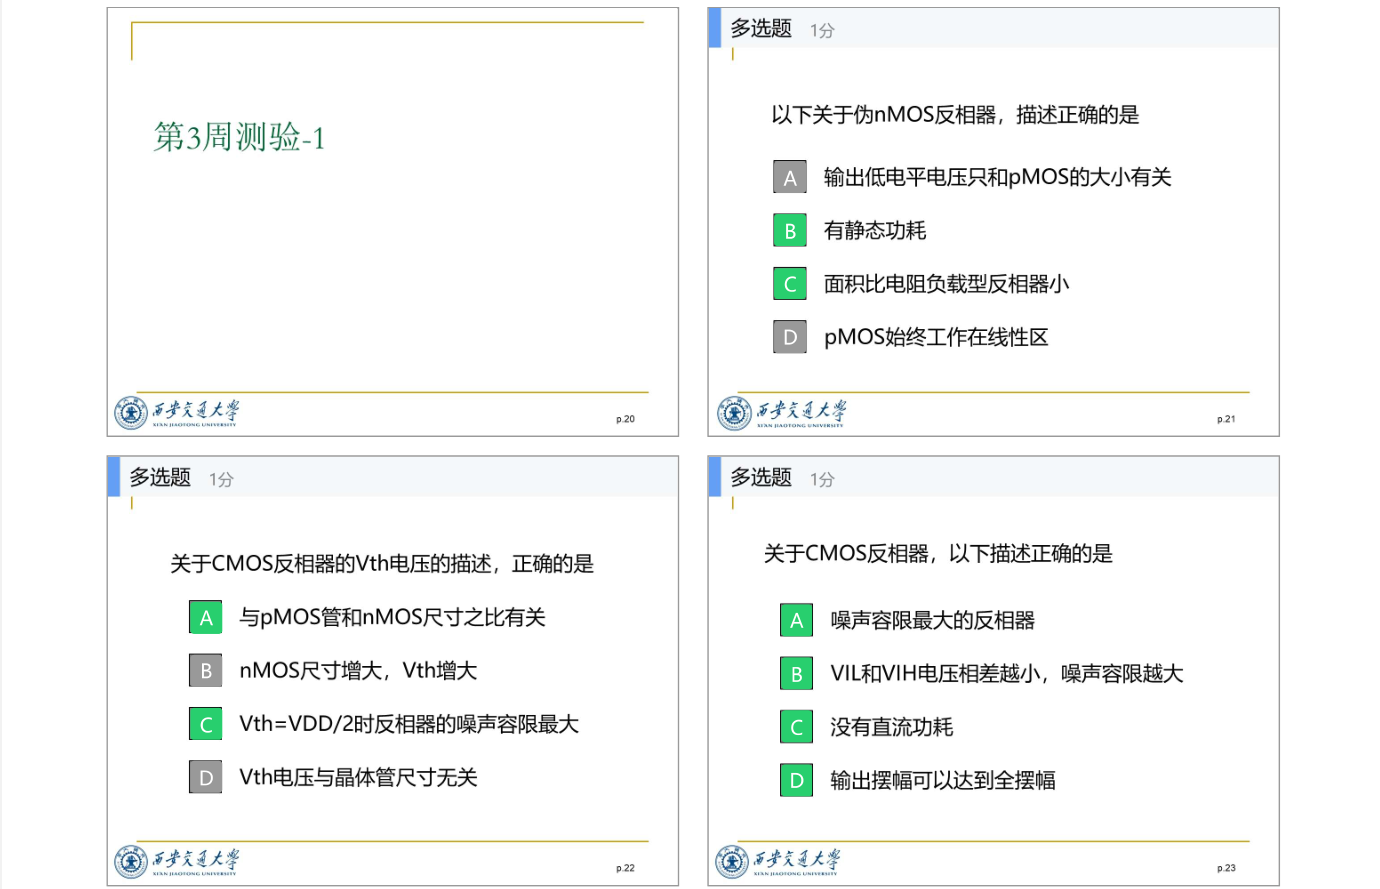 第3周测验-1
西安交通大学
XI'AN JIAOTONG UNIVERSITY
p.20
多选题 1分
以下关于伪nMOS反相器，描述正确的是
A 输出低电平电压只和pMOS的大小有关
B 有静态功耗
C 面积比电阻负载型反相器小
D pMOS始终工作在线性区
西安交通大学
XI'AN JIAOTONG UNIVERSITY
p.21
多选题 1分
关于CMOS反相器的Vth电压的描述，正确的是
A 与pMOS管和nMOS尺寸之比有关
B nMOS尺寸增大，Vth增大
C Vth=VDD/2时反相器的噪声容限最大
D Vth电压与晶体管尺寸无关
西安交通大学
XI'AN JIAOTONG UNIVERSITY
p.22
多选题 1分
关于CMOS反相器，以下描述正确的是
A 噪声容限最大的反相器
B VIL和VIH电压相差越小，噪声容限越大
C 没有直流功耗
D 输出摆幅可以达到全摆幅
西安交通大学
XI'AN JIAOTONG UNIVERSITY
p.23